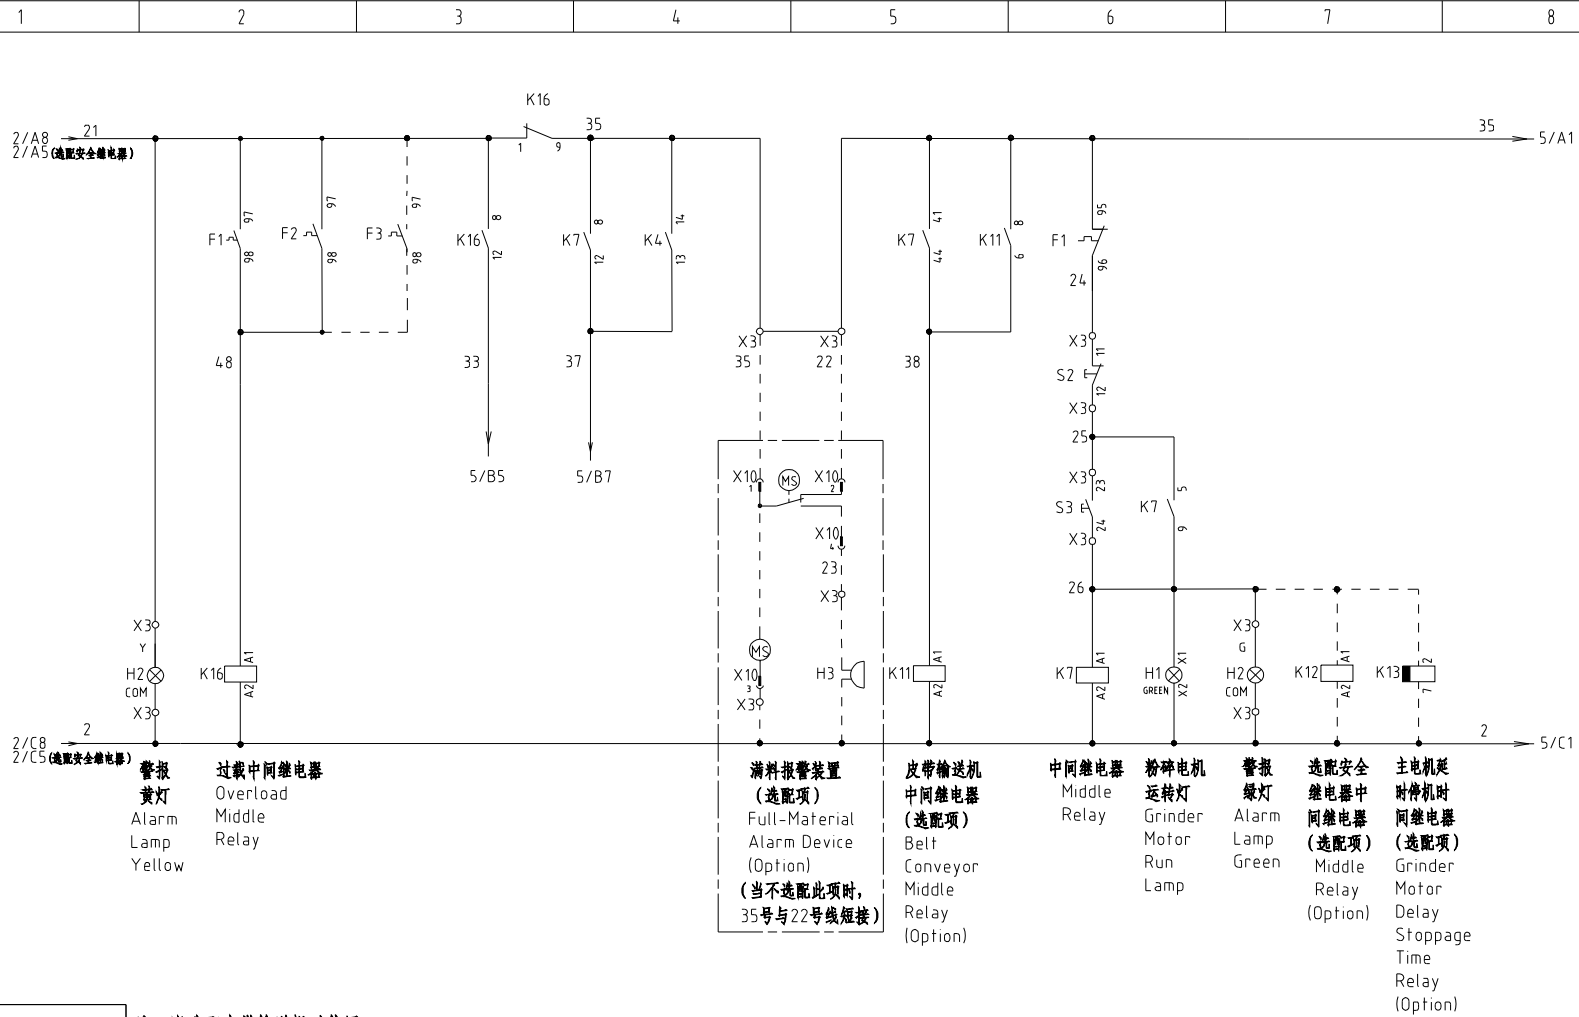 1 2 3 4 5 6 7 8
K16
2/A8 21 35 35 5/A1
2/A5(选配安全继电器)
1 9
97 97 97 8 8 14 41 8 95
F1 F2 F3 K16 K7 K4 K7 K11 F1
98 98 98 12 12 13 44 6 96
24
X3 X3 X3 11
48 33 37 35 22 38
S2 12
X3
25
5/B5 5/B7
X10 1 MS X10 2
X3 23 5
S3 K7
24 9
X10 4
X3
23
26
X3
X3 X3
Y G
MS
A1 A1 A1 X1 A1 2
H2 K16 X10 H3 K11 K7 H1 H2 K12 K13
COM A2 3 A2 A2 GREEN X2 COM A2 7
X3 X3 X3
2/C8 2 2 5/C1
2/C5(选配安全继电器)
警报
黄灯
Alarm
Lamp
Yellow
过载中间继电器
Overload
Middle
Relay
满料报警装置
(选配项)
Full-Material
Alarm Device
(Option)
(当不选配此项时,
35号与22号线短接)
皮带输送机
中间继电器
(选配项)
Belt
Conveyor
Middle
Relay
(Option)
中间继电器
Middle
Relay
粉碎电机
运转灯
Grinder
Motor
Run
Lamp
警报
绿灯
Alarm
Lamp
Green
选配安全
继电器中
间继电器
(选配项)
Middle
Relay
(Option)
主电机延
时停机时
间继电器
(选配项)
Grinder
Motor
Delay
Stoppage
Time
Relay
(Option)